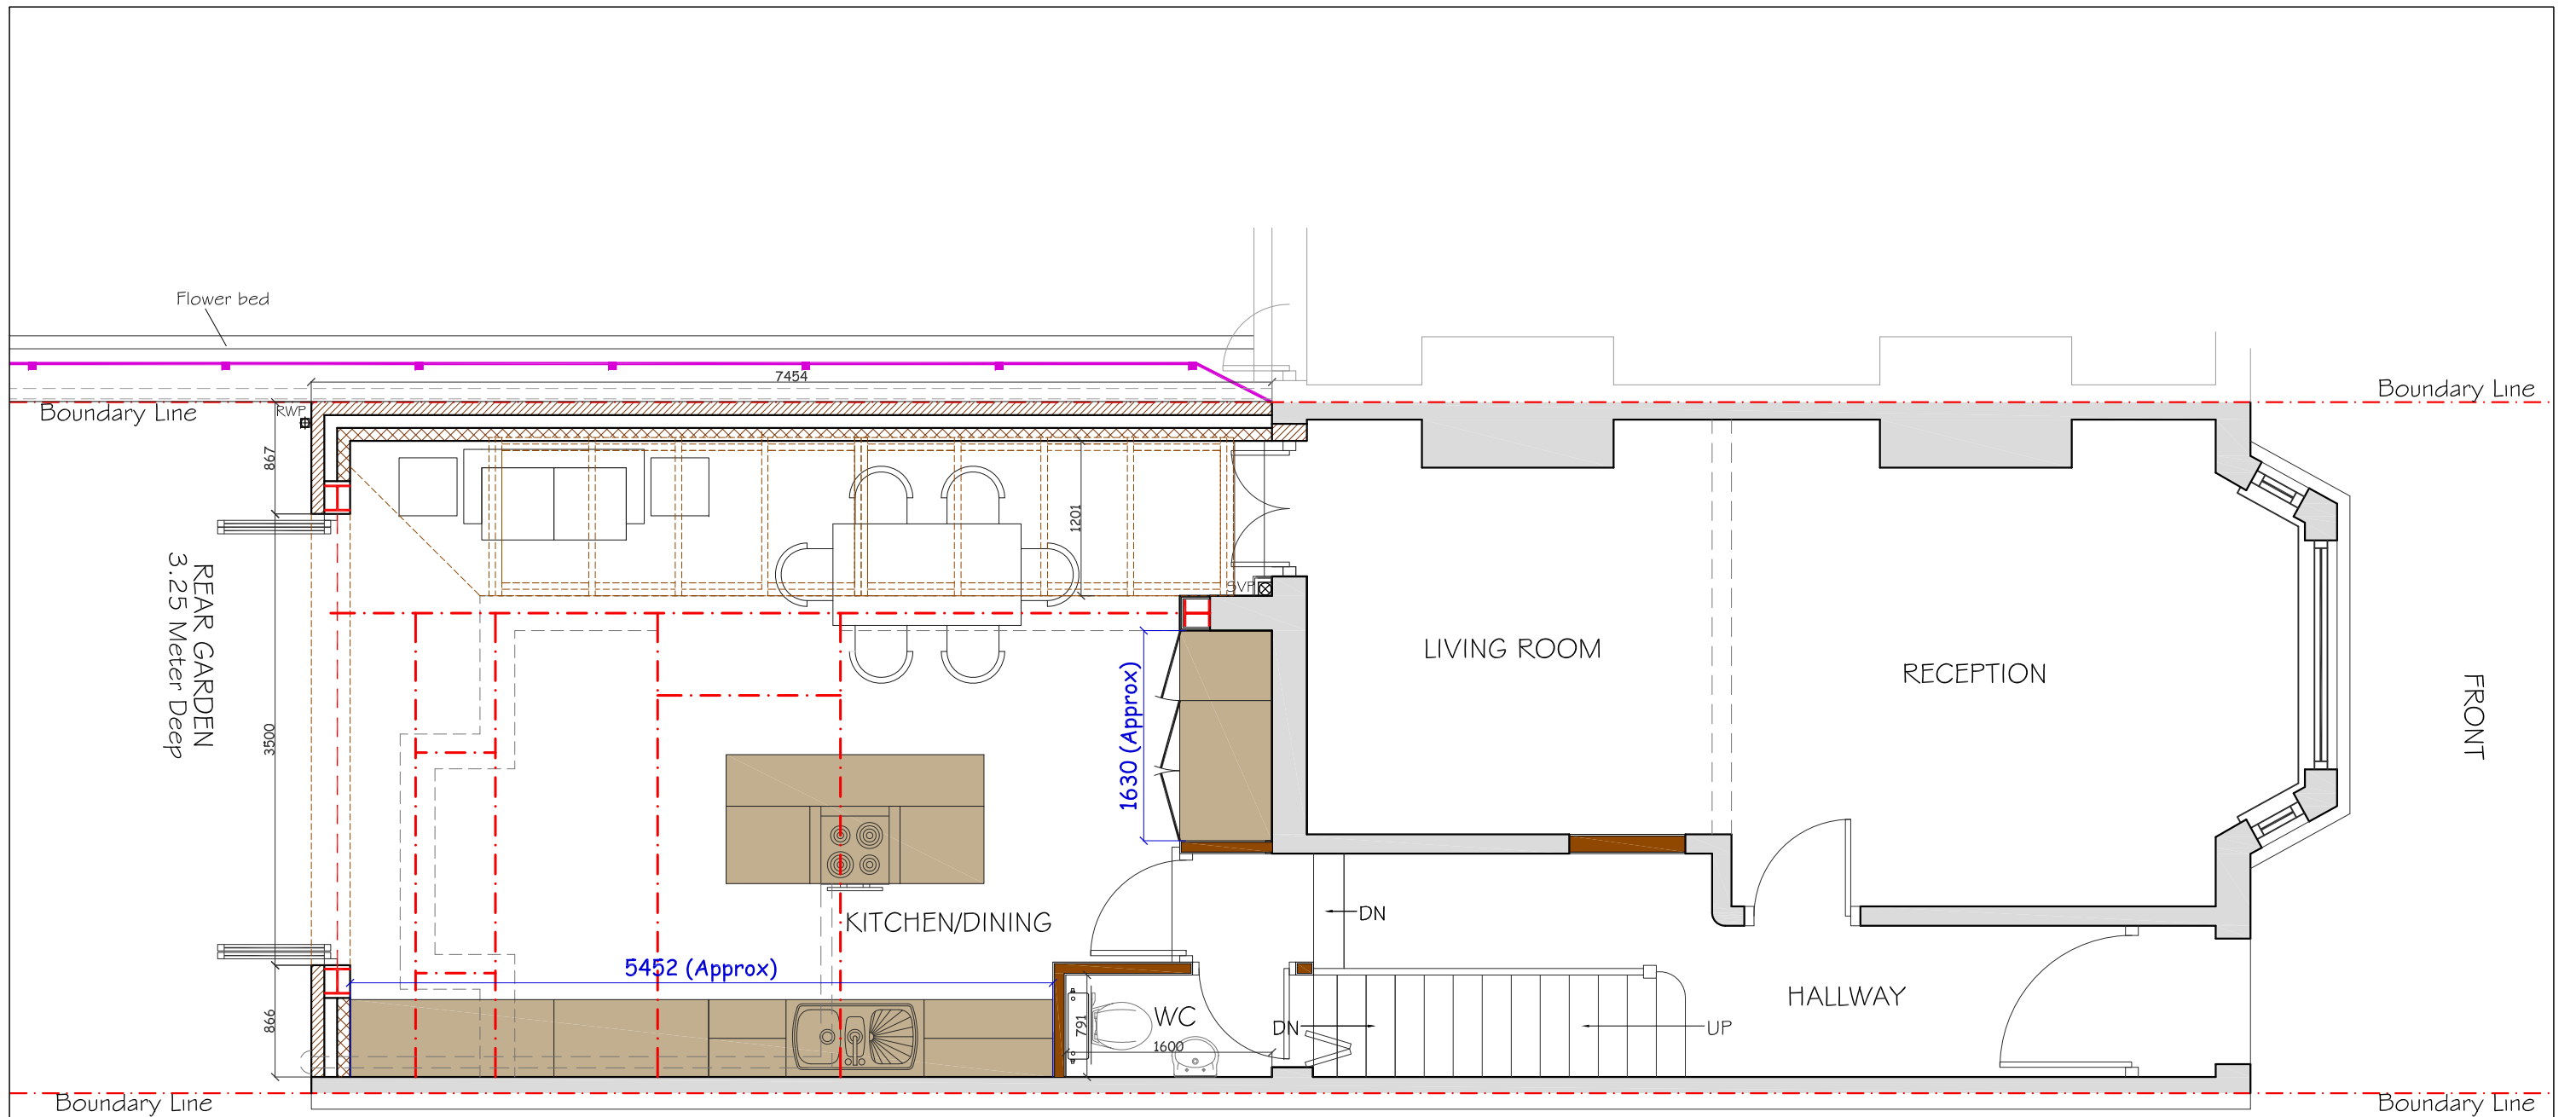 Flower bed
7454
Boundary Line
Boundary Line
RWP
867
1201
REAR GARDEN
3.25 Meter Deep
SVP
LIVING ROOM
RECEPTION
FRONT
3500
1630 (Approx)
KITCHEN/DINING
DN
5452 (Approx)
HALLWAY
866
791
WC
1600
DN
UP
Boundary Line
Boundary Line